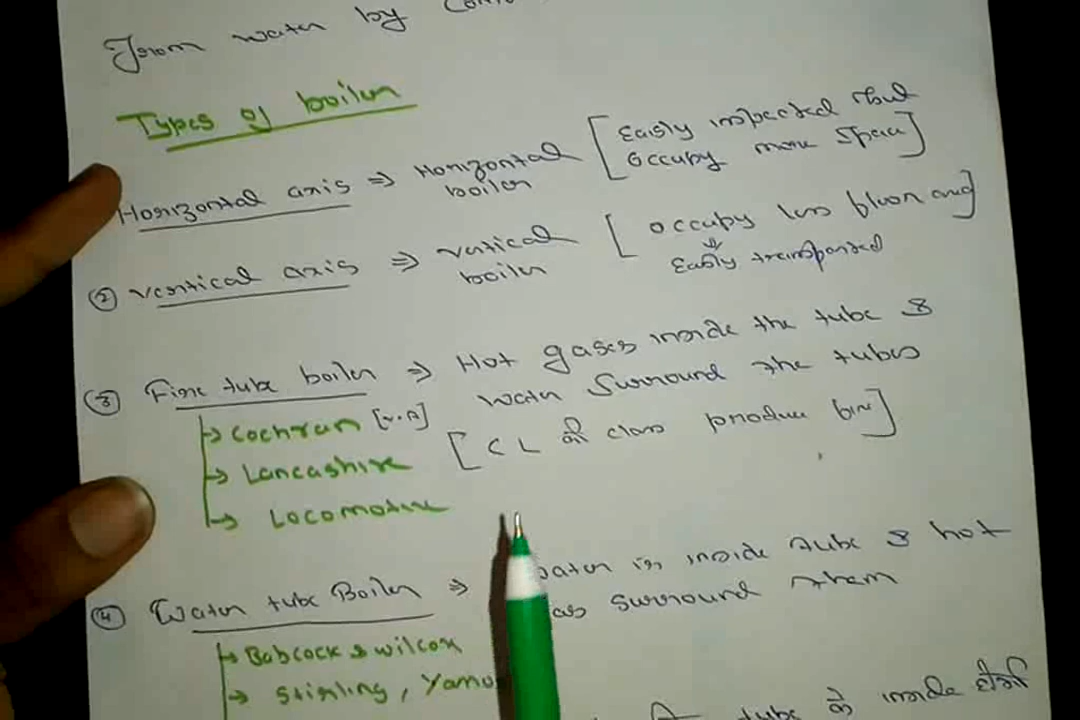 From water by
Types of boiler
Horizontal axis ⇒ Horizontal boiler [Easily inspected but occupy more space]
② Vertical axis ⇒ Vertical boiler [occupy less floor and]
⇓
Easily transported
③ Fire tube boiler ⇒ Hot gases inside the tube &
water surround the tubes
→ Cochran [V.A] [C L की class produce fire]
→ Lancashire
→ Locomotive
④ Water tube Boiler ⇒ water is inside tube & hot
gas surround them
→ Babcock & wilcox
→ Stirling,
tube के inside होगी